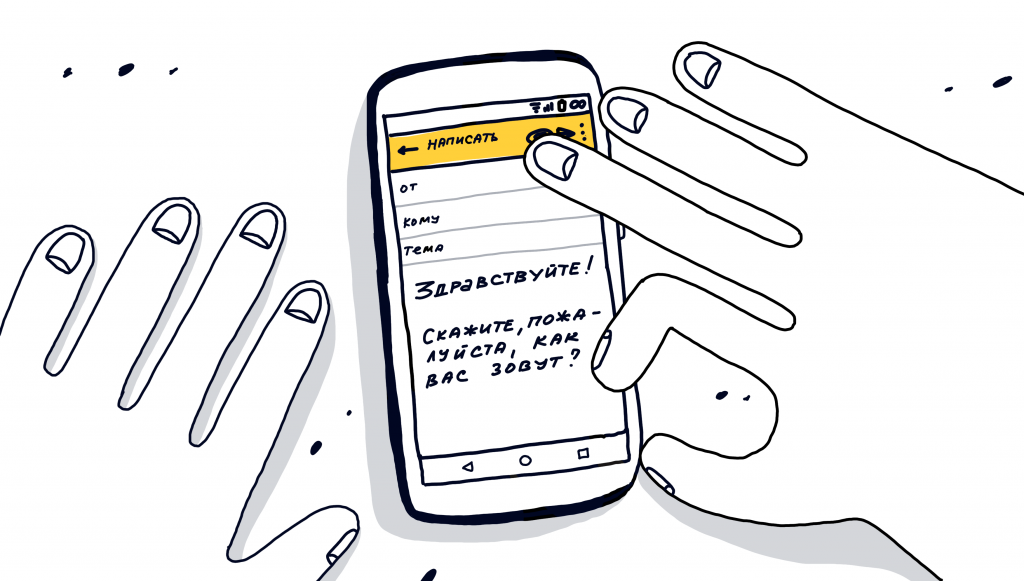 НАПИСАТЬ
ОТ
КОМУ
ТЕМА
ЗДРАВСТВУЙТЕ!
СКАЖИТЕ, ПОЖА-
ЛУЙСТА, КАК
ВАС ЗОВУТ?